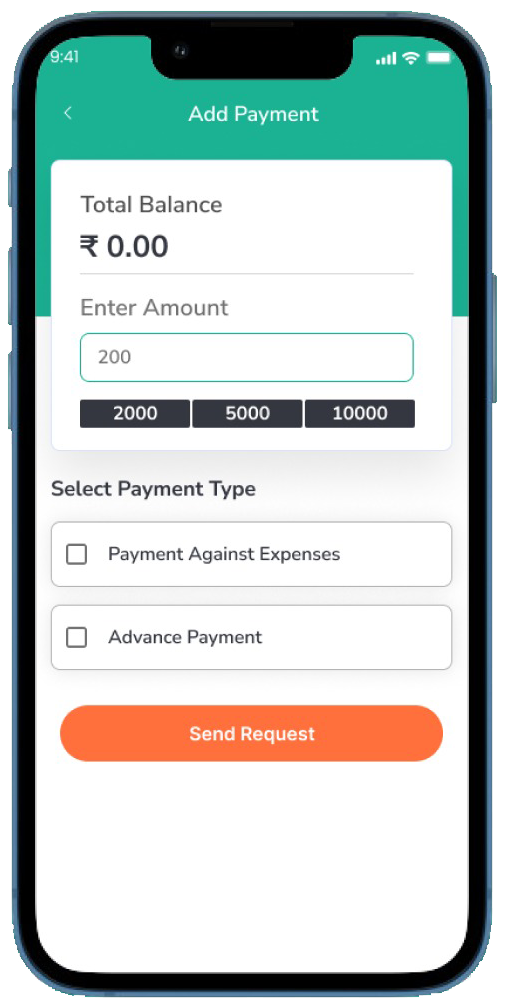 9:41
Add Payment
Total Balance
₹ 0.00
Enter Amount
200
2000 5000 10000
Select Payment Type
Payment Against Expenses
Advance Payment
Send Request